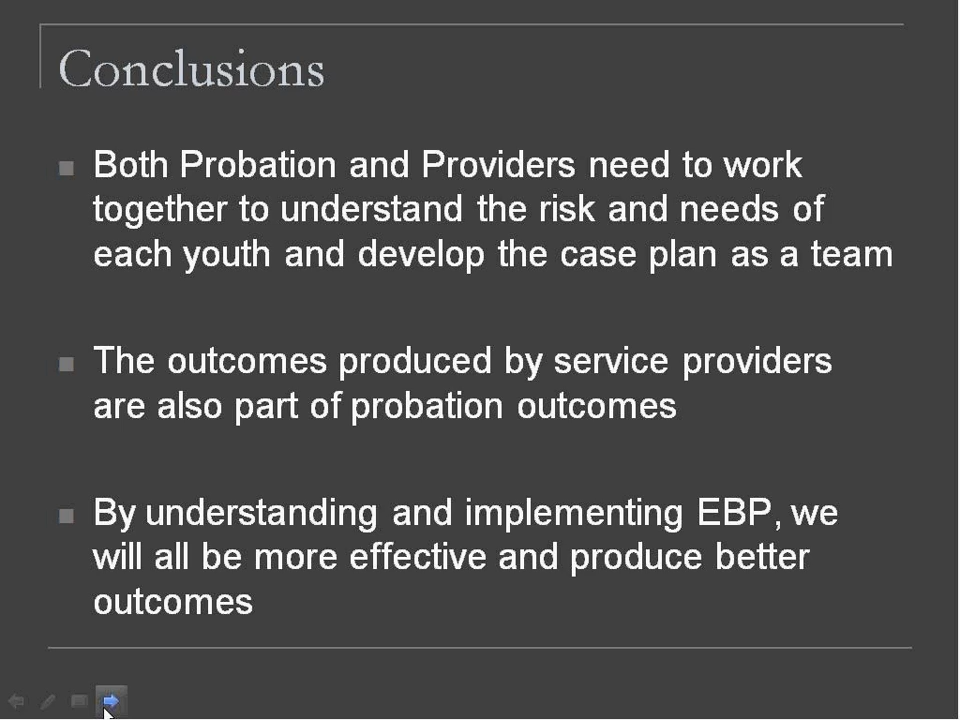 Conclusions
Both Probation and Providers need to work
together to understand the risk and needs of
each youth and develop the case plan as a team
The outcomes produced by service providers
are also part of probation outcomes
By understanding and implementing EBP, we
will all be more effective and produce better
outcomes